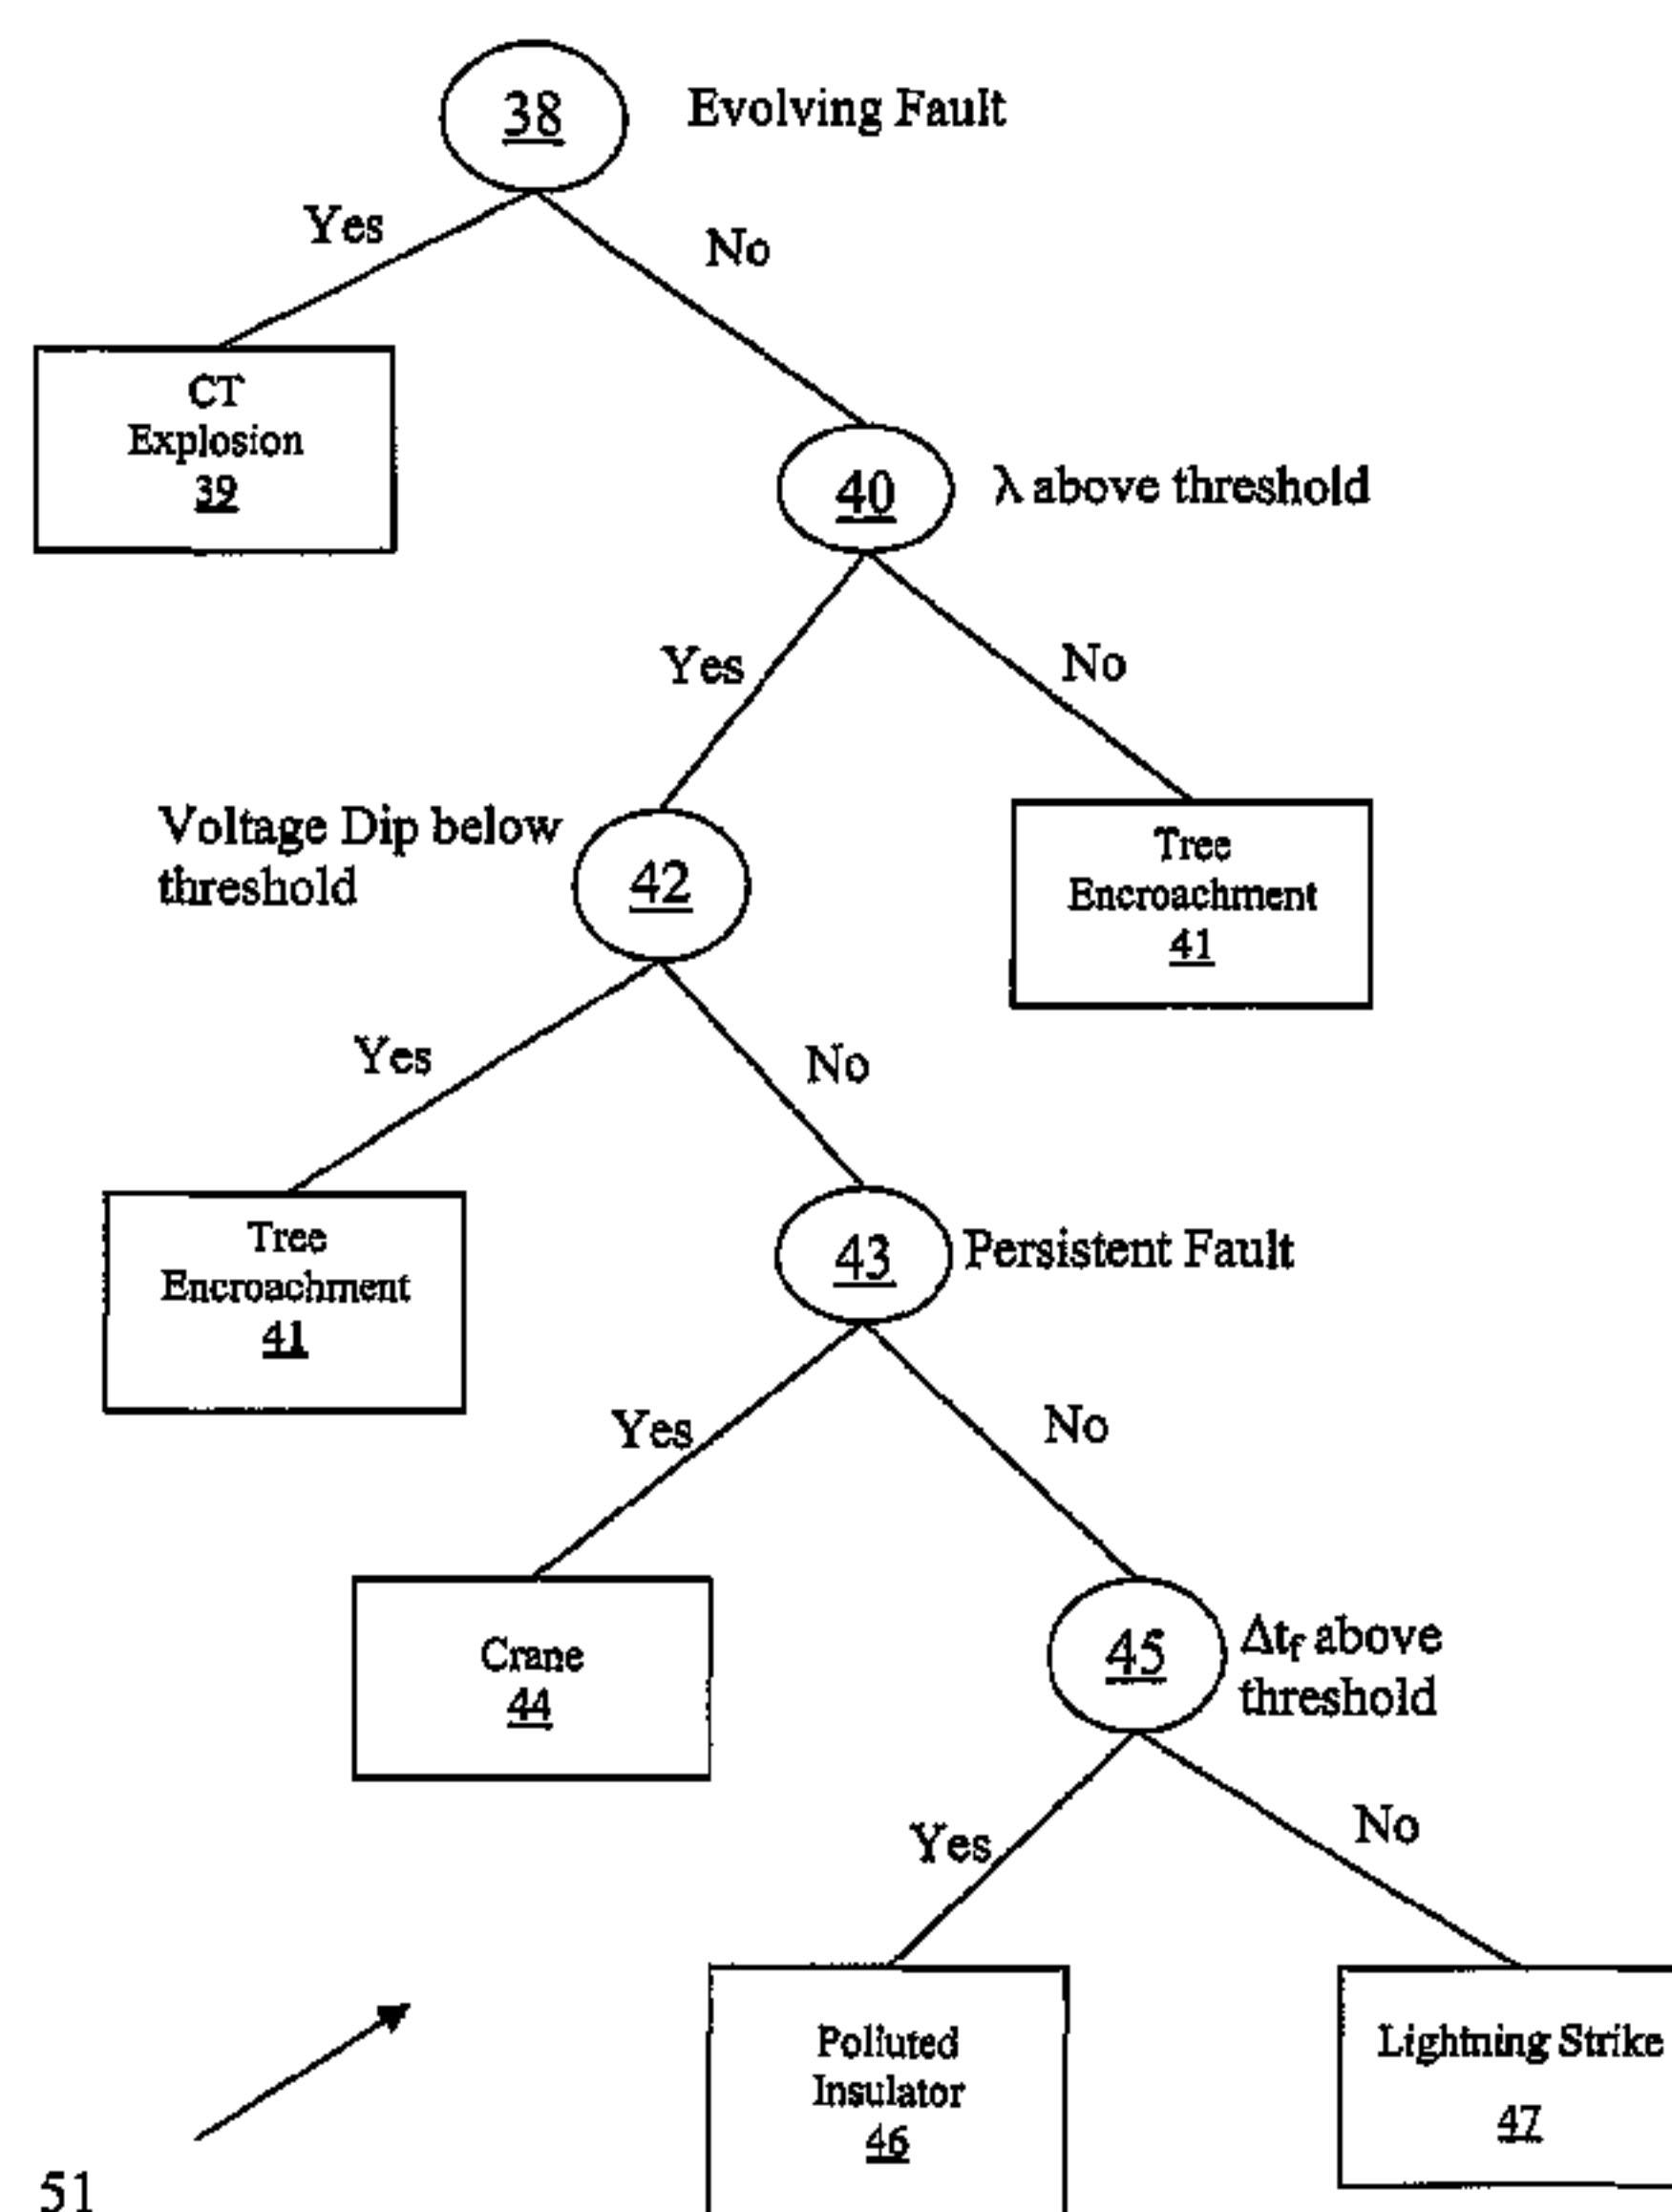 38
Evolving Fault
Yes
No
CT
Explosion
39
40
λ above threshold
Yes
No
Voltage Dip below
threshold
42
Tree
Encroachment
41
Yes
No
Tree
Encroachment
41
43
Persistent Fault
Yes
No
Crane
44
45
Δtf above
threshold
Yes
No
Polluted
Insulator
46
Lightning Strike
47
51